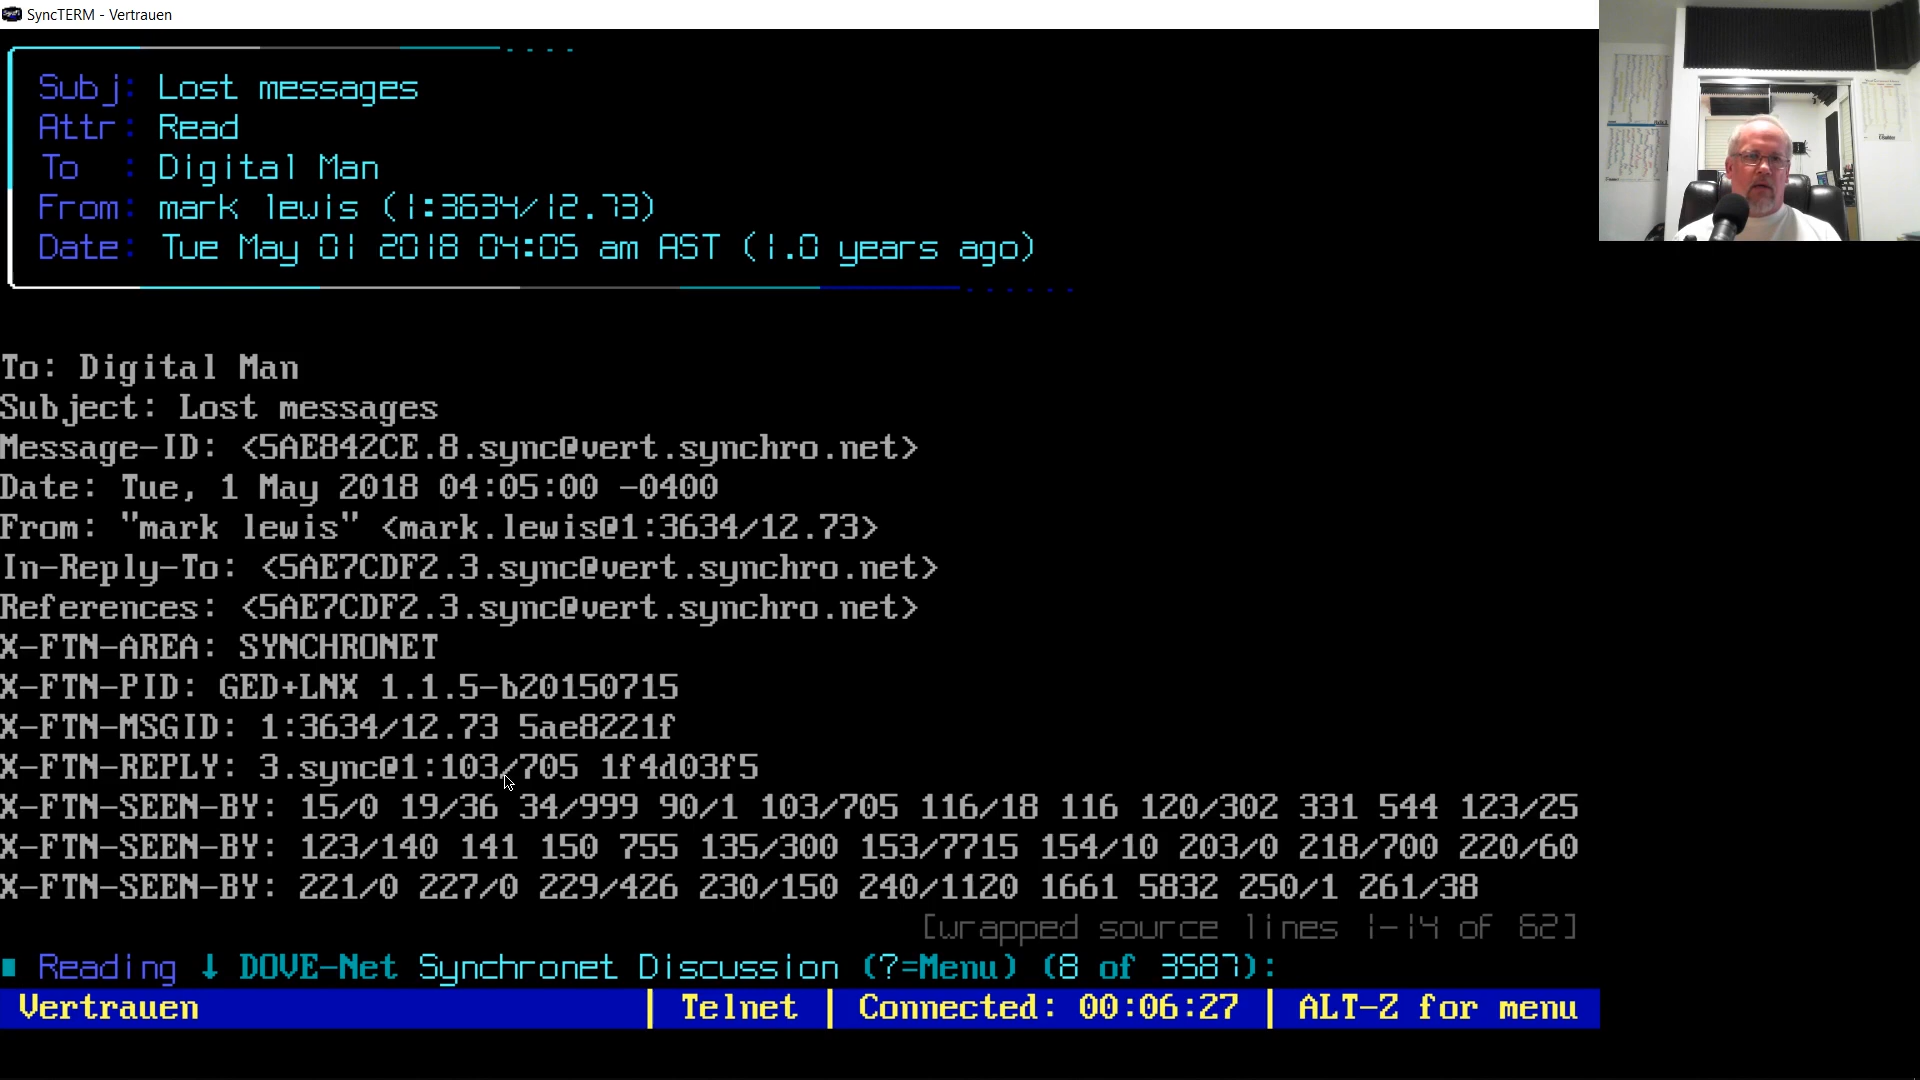 SyncTERM - Vertrauen
Subj: Lost messages
Attr: Read
To  : Digital Man
From: mark lewis (1:3634/12.73)
Date: Tue May 01 2018 04:05 am AST (1.0 years ago)
To: Digital Man
Subject: Lost messages
Message-ID: <5AE842CE.8.sync@vert.synchro.net>
Date: Tue, 1 May 2018 04:05:00 -0400
From: "mark lewis" <mark.lewis@1:3634/12.73>
In-Reply-To: <5AE7CDF2.3.sync@vert.synchro.net>
References: <5AE7CDF2.3.sync@vert.synchro.net>
X-FTN-AREA: SYNCHRONET
X-FTN-PID: GED+LNX 1.1.5-b20150715
X-FTN-MSGID: 1:3634/12.73 5ae8221f
X-FTN-REPLY: 3.sync@1:103/705 1f4d03f5
X-FTN-SEEN-BY: 15/0 19/36 34/999 90/1 103/705 116/18 116 120/302 331 544 123/25
X-FTN-SEEN-BY: 123/140 141 150 755 135/300 153/7715 154/10 203/0 218/700 220/60
X-FTN-SEEN-BY: 221/0 227/0 229/426 230/150 240/1120 1661 5832 250/1 261/38
[wrapped source lines 1-14 of 62]
Reading ↓ DOVE-Net Synchronet Discussion (?=Menu) (8 of 3587):
Vertrauen | Telnet | Connected: 00:06:27 | ALT-Z for menu